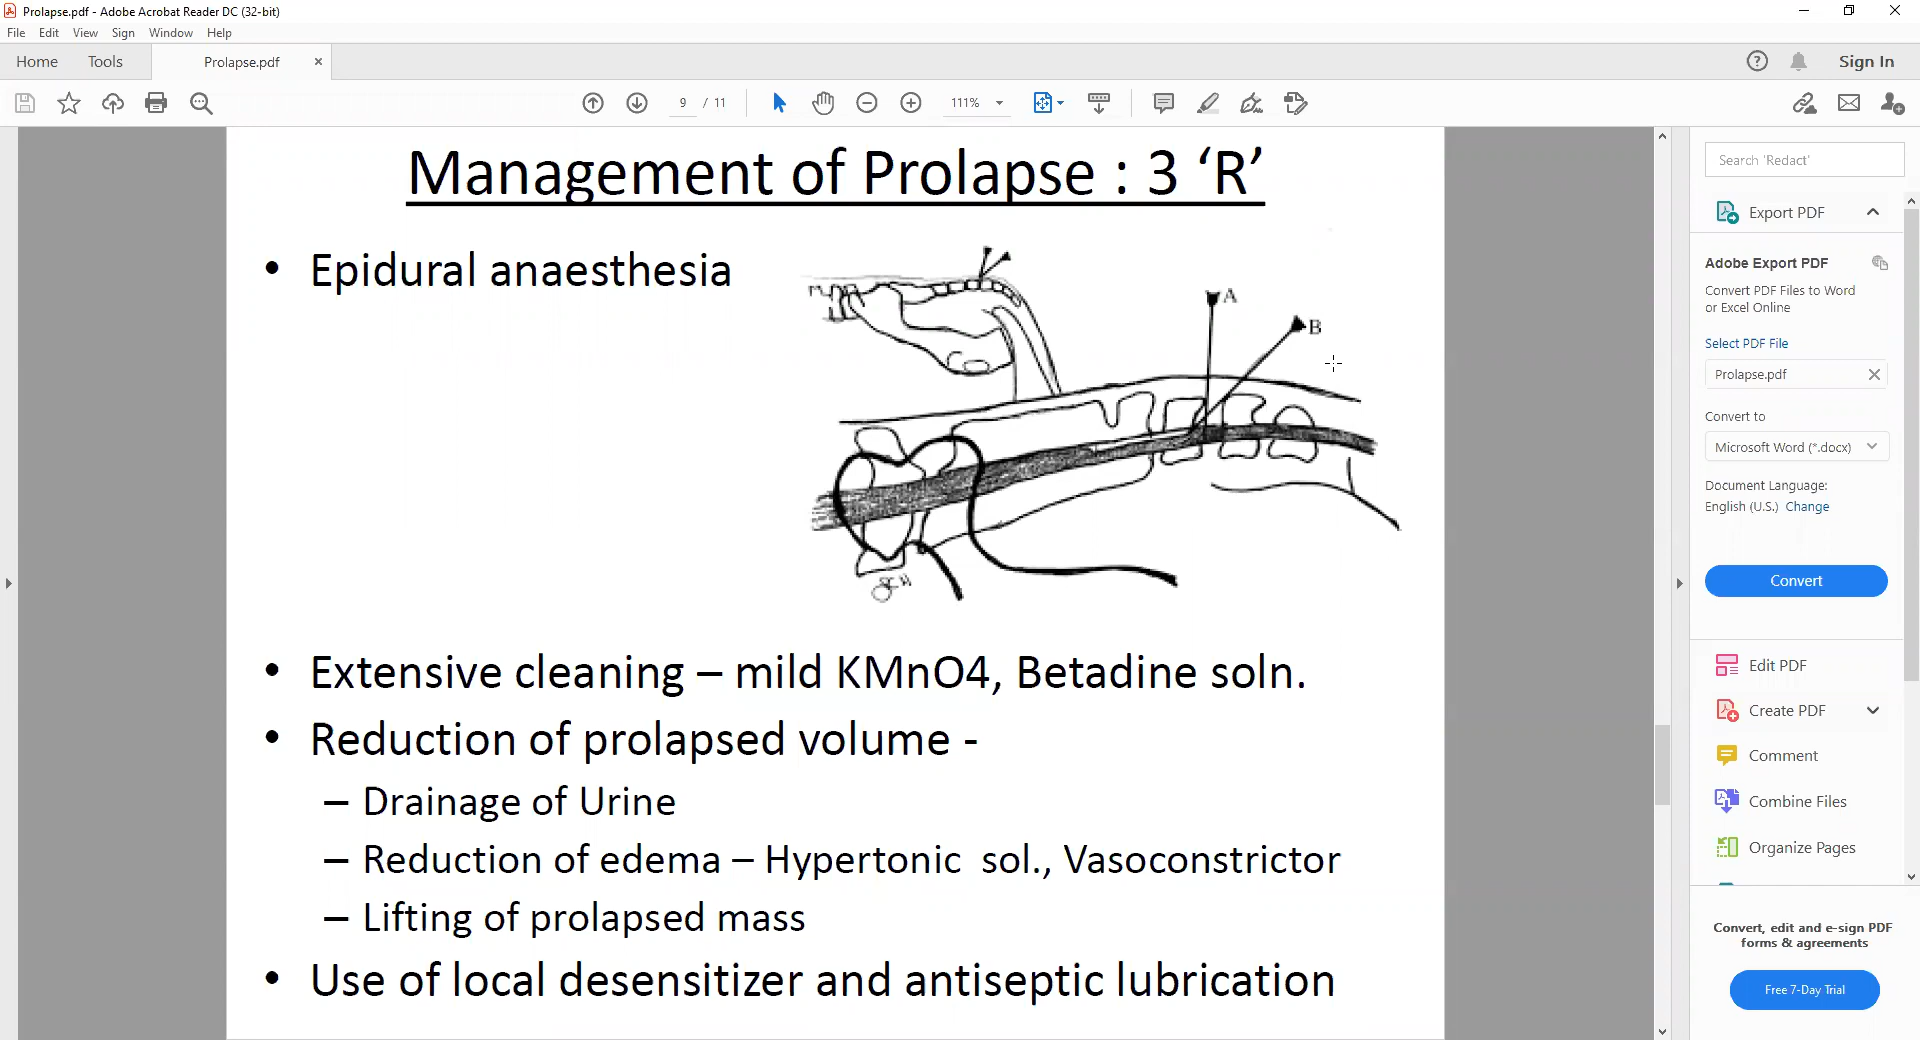 Prolapse.pdf - Adobe Acrobat Reader DC (32-bit)
File Edit View Sign Window Help
Home Tools Prolapse.pdf Sign In
9 / 11 111%
Management of Prolapse : 3 ‘R’
• Epidural anaesthesia
A
B
• Extensive cleaning – mild KMnO4, Betadine soln.
• Reduction of prolapsed volume -
– Drainage of Urine
– Reduction of edema – Hypertonic sol., Vasoconstrictor
– Lifting of prolapsed mass
• Use of local desensitizer and antiseptic lubrication
Search 'Redact'
Export PDF
Adobe Export PDF
Convert PDF Files to Word
or Excel Online
Select PDF File
Prolapse.pdf
Convert to
Microsoft Word (*.docx)
Document Language:
English (U.S.) Change
Convert
Edit PDF
Create PDF
Comment
Combine Files
Organize Pages
Convert, edit and e-sign PDF
forms & agreements
Free 7-Day Trial